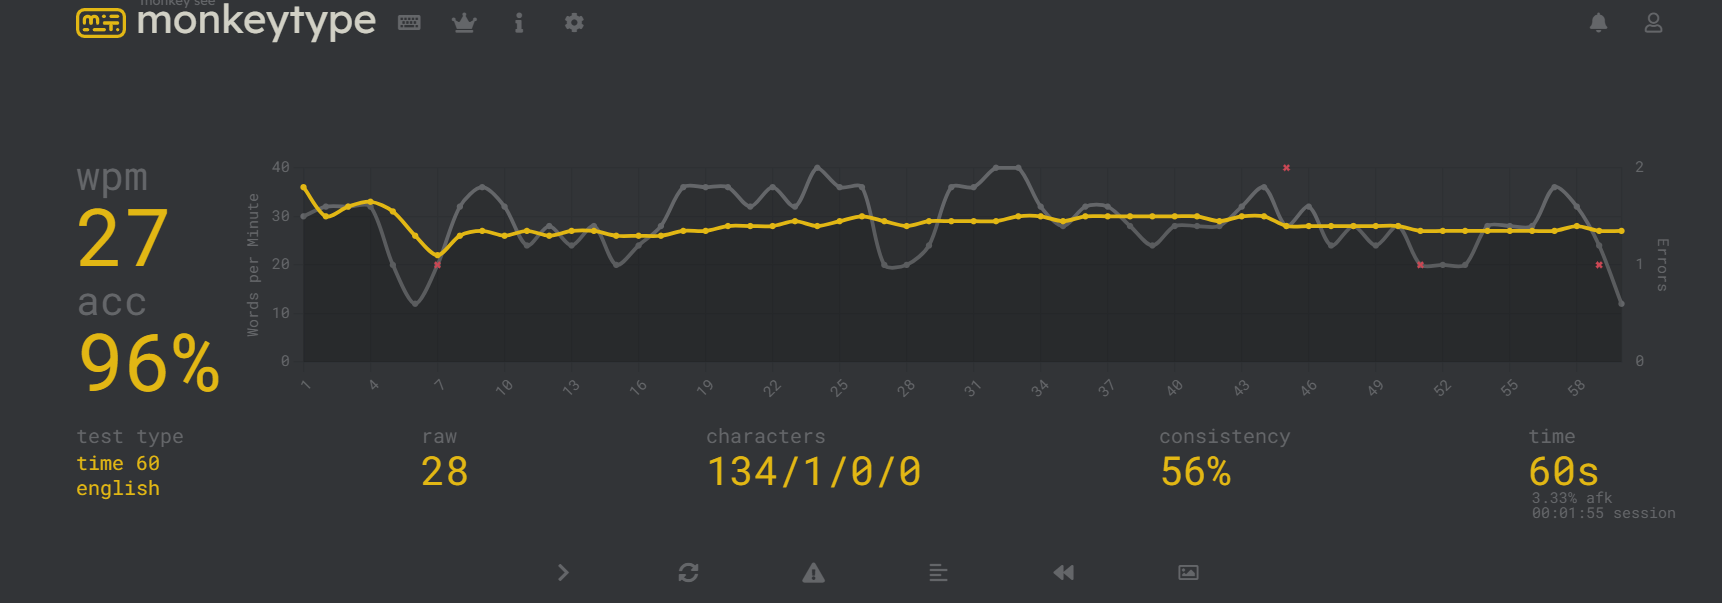 monkey see
monkeytype
wpm
27
acc
96%
Words per Minute
40
30
20
10
0
2
1
0
Errors
1 4 7 10 13 16 19 22 25 28 31 34 37 40 43 46 49 52 55 58
test type
time 60
english
raw
28
characters
134/1/0/0
consistency
56%
time
60s
3.33% afk
00:01:55 session